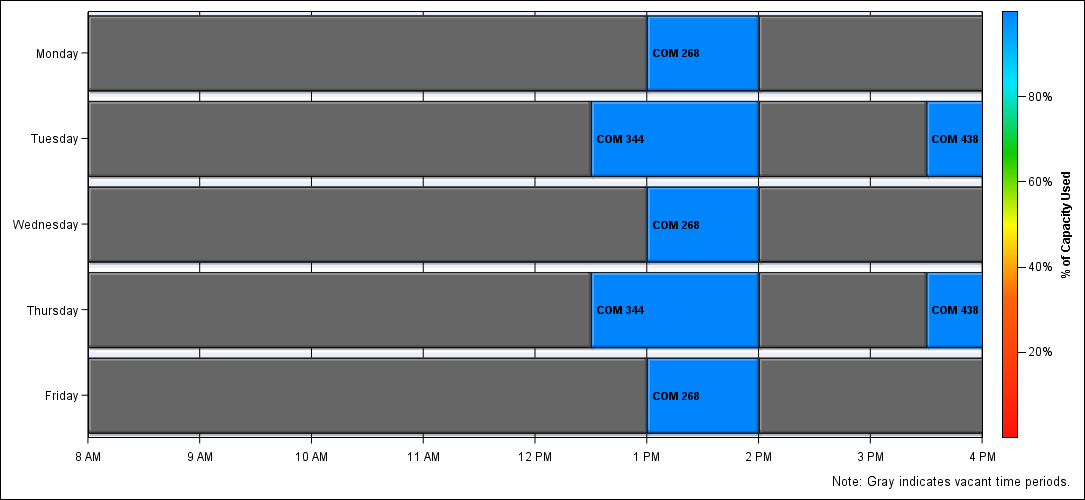 Monday
COM 268
Tuesday
COM 344
COM 438
Wednesday
COM 268
Thursday
COM 344
COM 438
Friday
COM 268
8 AM 9 AM 10 AM 11 AM 12 PM 1 PM 2 PM 3 PM 4 PM
80%
60%
40%
20%
% of Capacity Used
Note: Gray indicates vacant time periods.